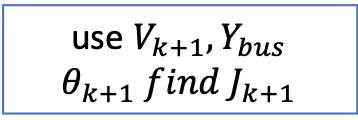 use V_{k+1}, Y_{bus}
θ_{k+1} find J_{k+1}